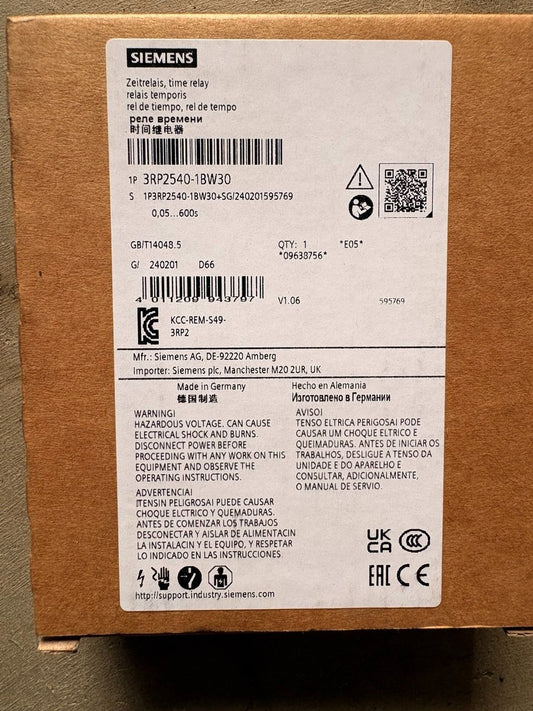 SIEMENS
Zeitrelais, time relay
relais temporis
rel de tiempo, rel de tempo
реле времени
时间继电器
1P 3RP2540-1BW30
S 1P3RP2540-1BW30+SG/240201595769
0,05...600s
GB/T14048.5 QTY: 1 *E05*
*09638756*
G/ 240201 D66
4 011209 943797 V1.06 595769
KCC-REM-S49-
3RP2
Mfr.: Siemens AG, DE-92220 Amberg
Importer: Siemens plc, Manchester M20 2UR, UK
Made in Germany Hecho en Alemania
德国制造 Изготовлено в Германии
WARNING!
HAZARDOUS VOLTAGE. CAN CAUSE
ELECTRICAL SHOCK AND BURNS.
DISCONNECT POWER BEFORE
PROCEEDING WITH ANY WORK ON THIS
EQUIPMENT AND OBSERVE THE
OPERATING INSTRUCTIONS.
ADVERTENCIA!
ITENSIN PELIGROSA! PUEDE CAUSAR
CHOQUE ELCTRICO Y QUEMADURAS.
ANTES DE COMENZAR LOS TRABAJOS
DESCONECTAR Y AISLAR DE ALIMENTACIN
LA INSTALACIN Y EL EQUIPO, Y RESPETAR
LO INDICADO EN LAS INSTRUCCIONES.
AVISO!
TENSO ELTRICA PERIGOSA! PODE
CAUSAR UM CHOQUE ELTRICO E
QUEIMADURAS. ANTES DE INICIAR OS
TRABALHOS, DESLIGUE A TENSO DA
UNIDADE E DO APARELHO E
CONSULTAR, ADICIONALMENTE,
O MANUAL DE SERVIO.
UK
CA CCC
EAC CE
http://support.industry.siemens.com